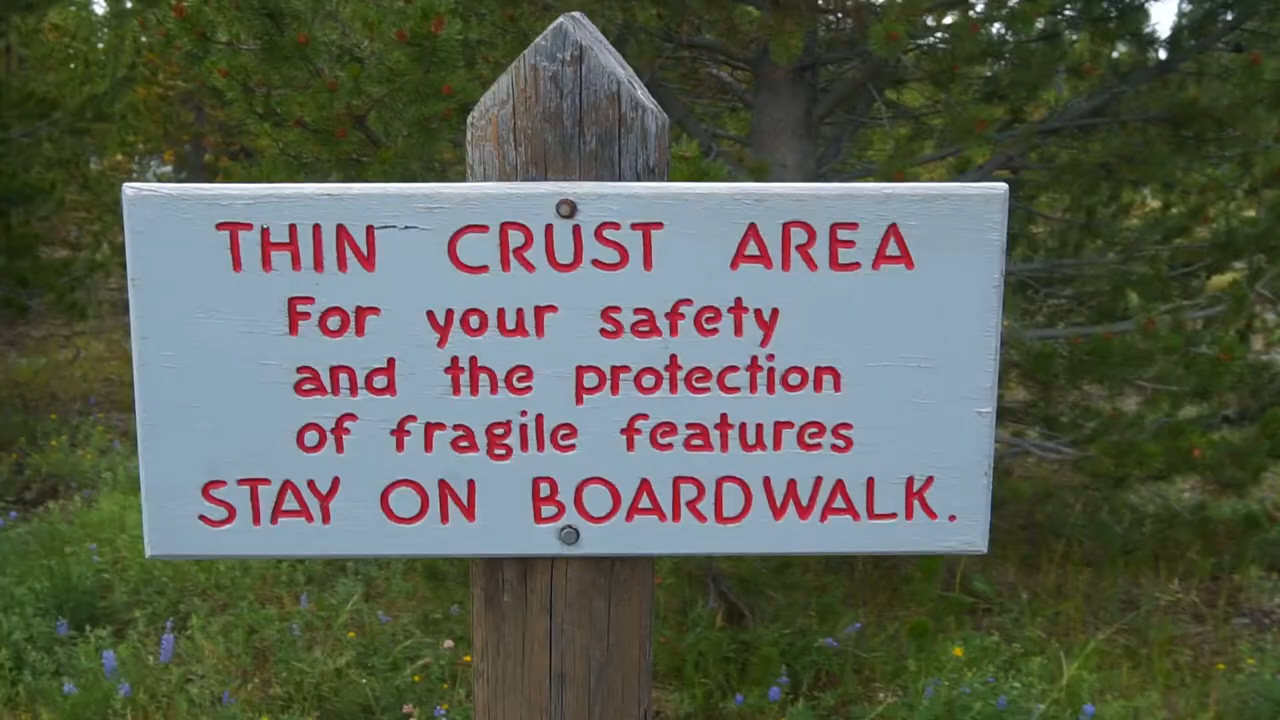 THIN CRUST AREA
For your safety
and the protection
of fragile features
STAY ON BOARDWALK.